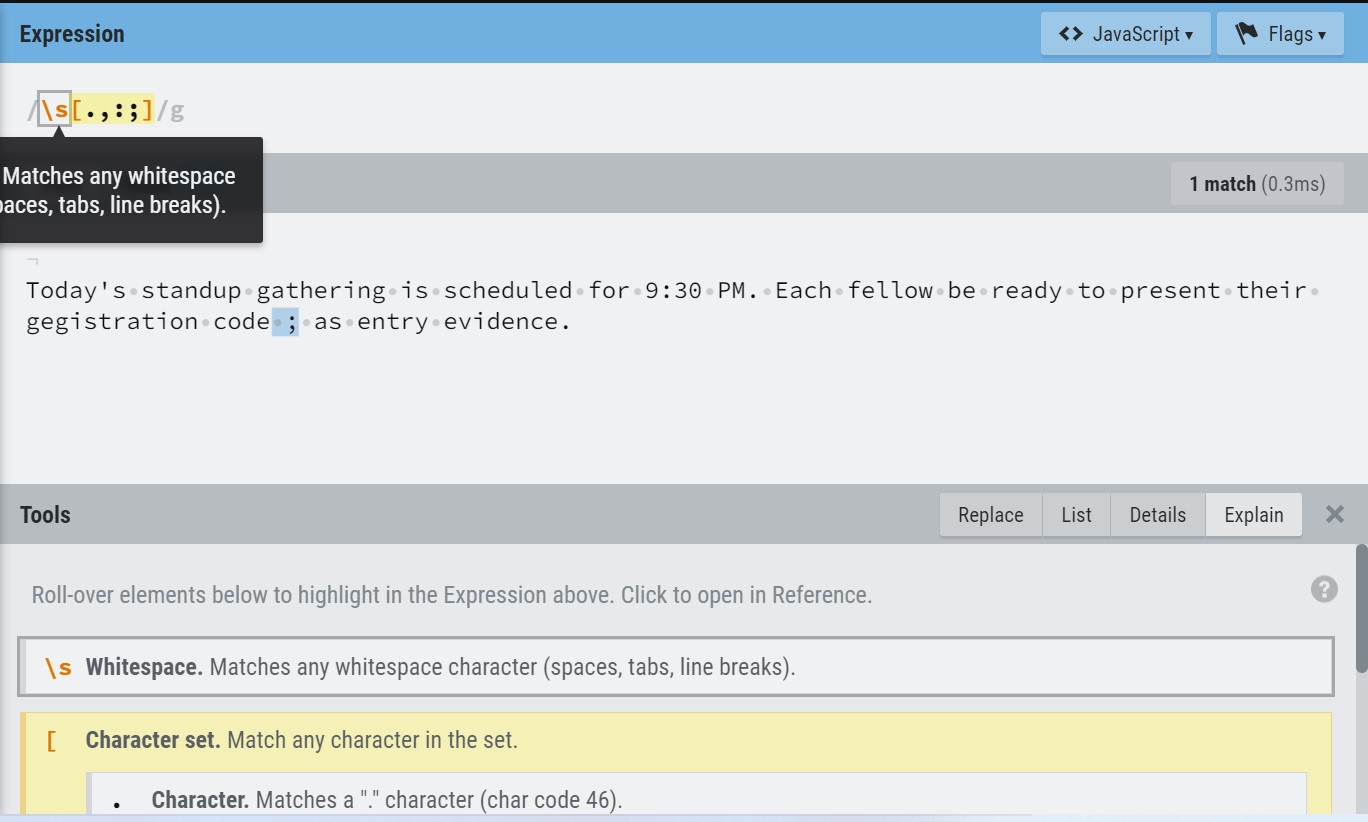 Expression
<> JavaScript ▾
Flags ▾
/\s[.,:;]/g
Matches any whitespace
paces, tabs, line breaks).
1 match (0.3ms)
¬
Today's·standup·gathering·is·scheduled·for·9:30·PM.·Each·fellow·be·ready·to·present·their·
gegistration·code·;·as·entry·evidence.
Tools
Replace
List
Details
Explain
×
Roll-over elements below to highlight in the Expression above. Click to open in Reference.
?
\s Whitespace. Matches any whitespace character (spaces, tabs, line breaks).
[ Character set. Match any character in the set.
. Character. Matches a "." character (char code 46).